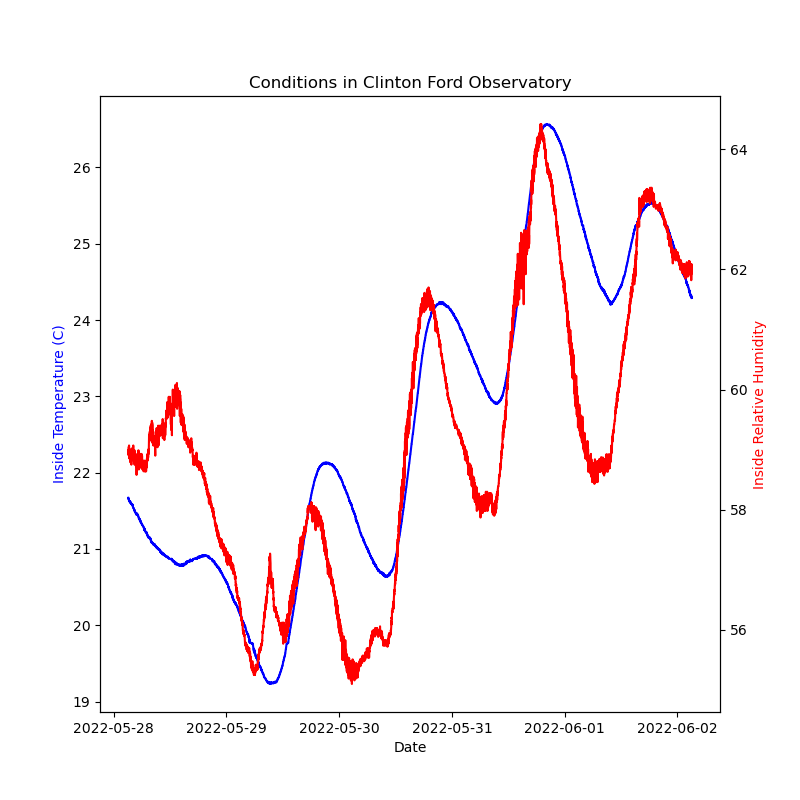 Conditions in Clinton Ford Observatory
26
25
24
23
22
21
20
19
Inside Temperature (C)
64
62
60
58
56
Inside Relative Humidity
2022-05-28 2022-05-29 2022-05-30 2022-05-31 2022-06-01 2022-06-02
Date